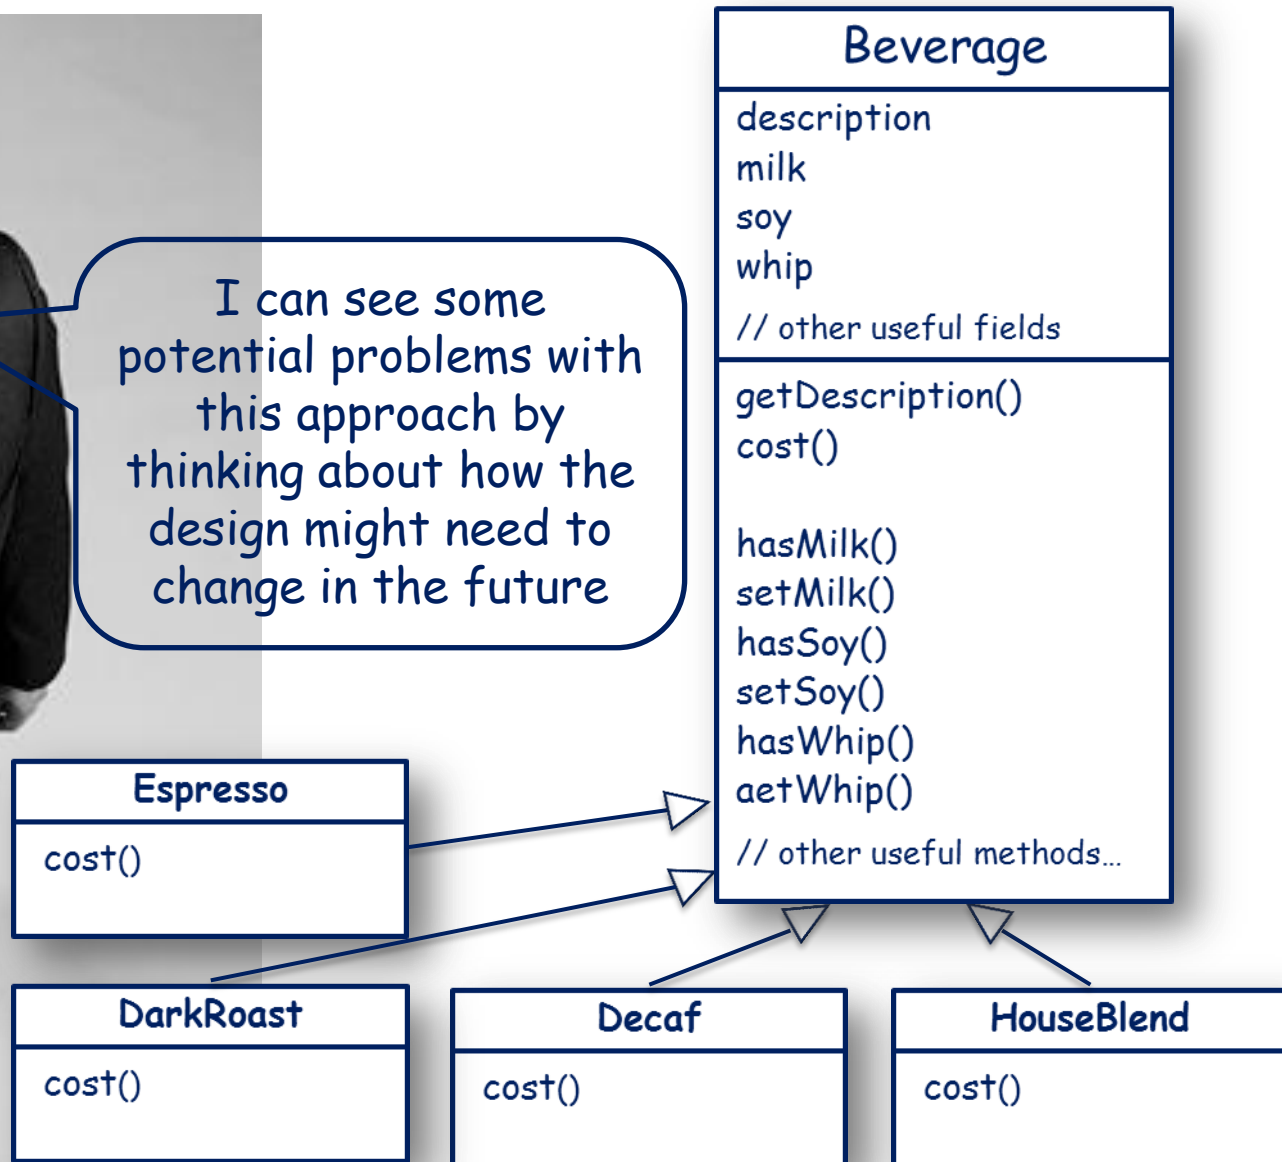 Beverage
description
milk
soy
whip
// other useful fields
getDescription()
cost()
hasMilk()
setMilk()
hasSoy()
setSoy()
hasWhip()
aetWhip()
// other useful methods…
I can see some
potential problems with
this approach by
thinking about how the
design might need to
change in the future
Espresso
cost()
DarkRoast
cost()
Decaf
cost()
HouseBlend
cost()